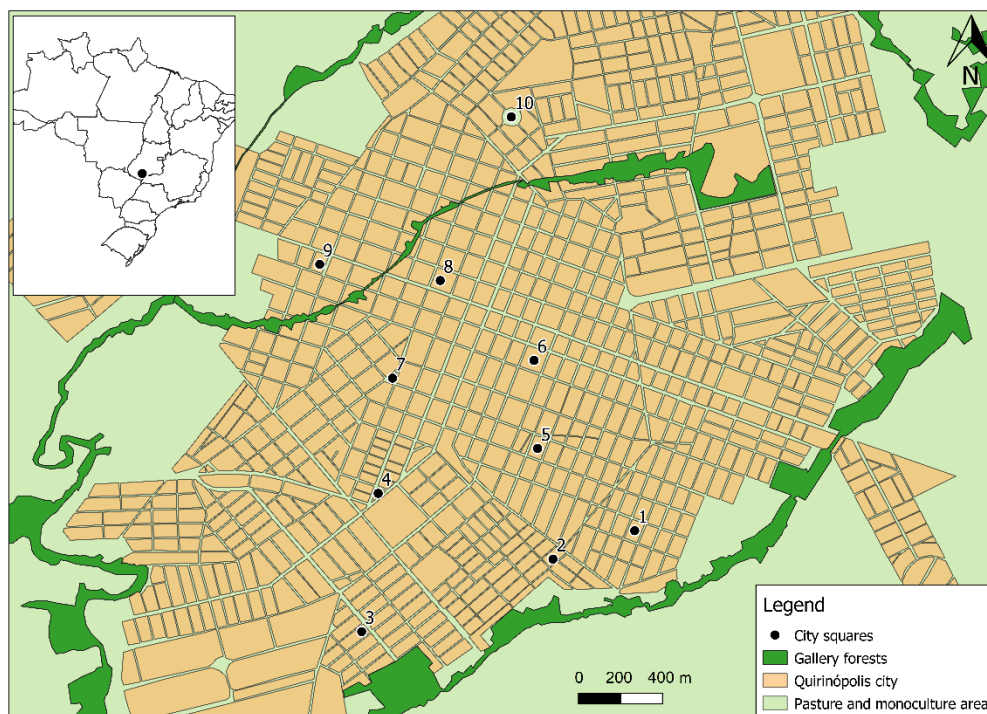 N
10
9
8
6
7
5
4
1
2
3
0 200 400 m
Legend
City squares
Gallery forests
Quirinópolis city
Pasture and monoculture area